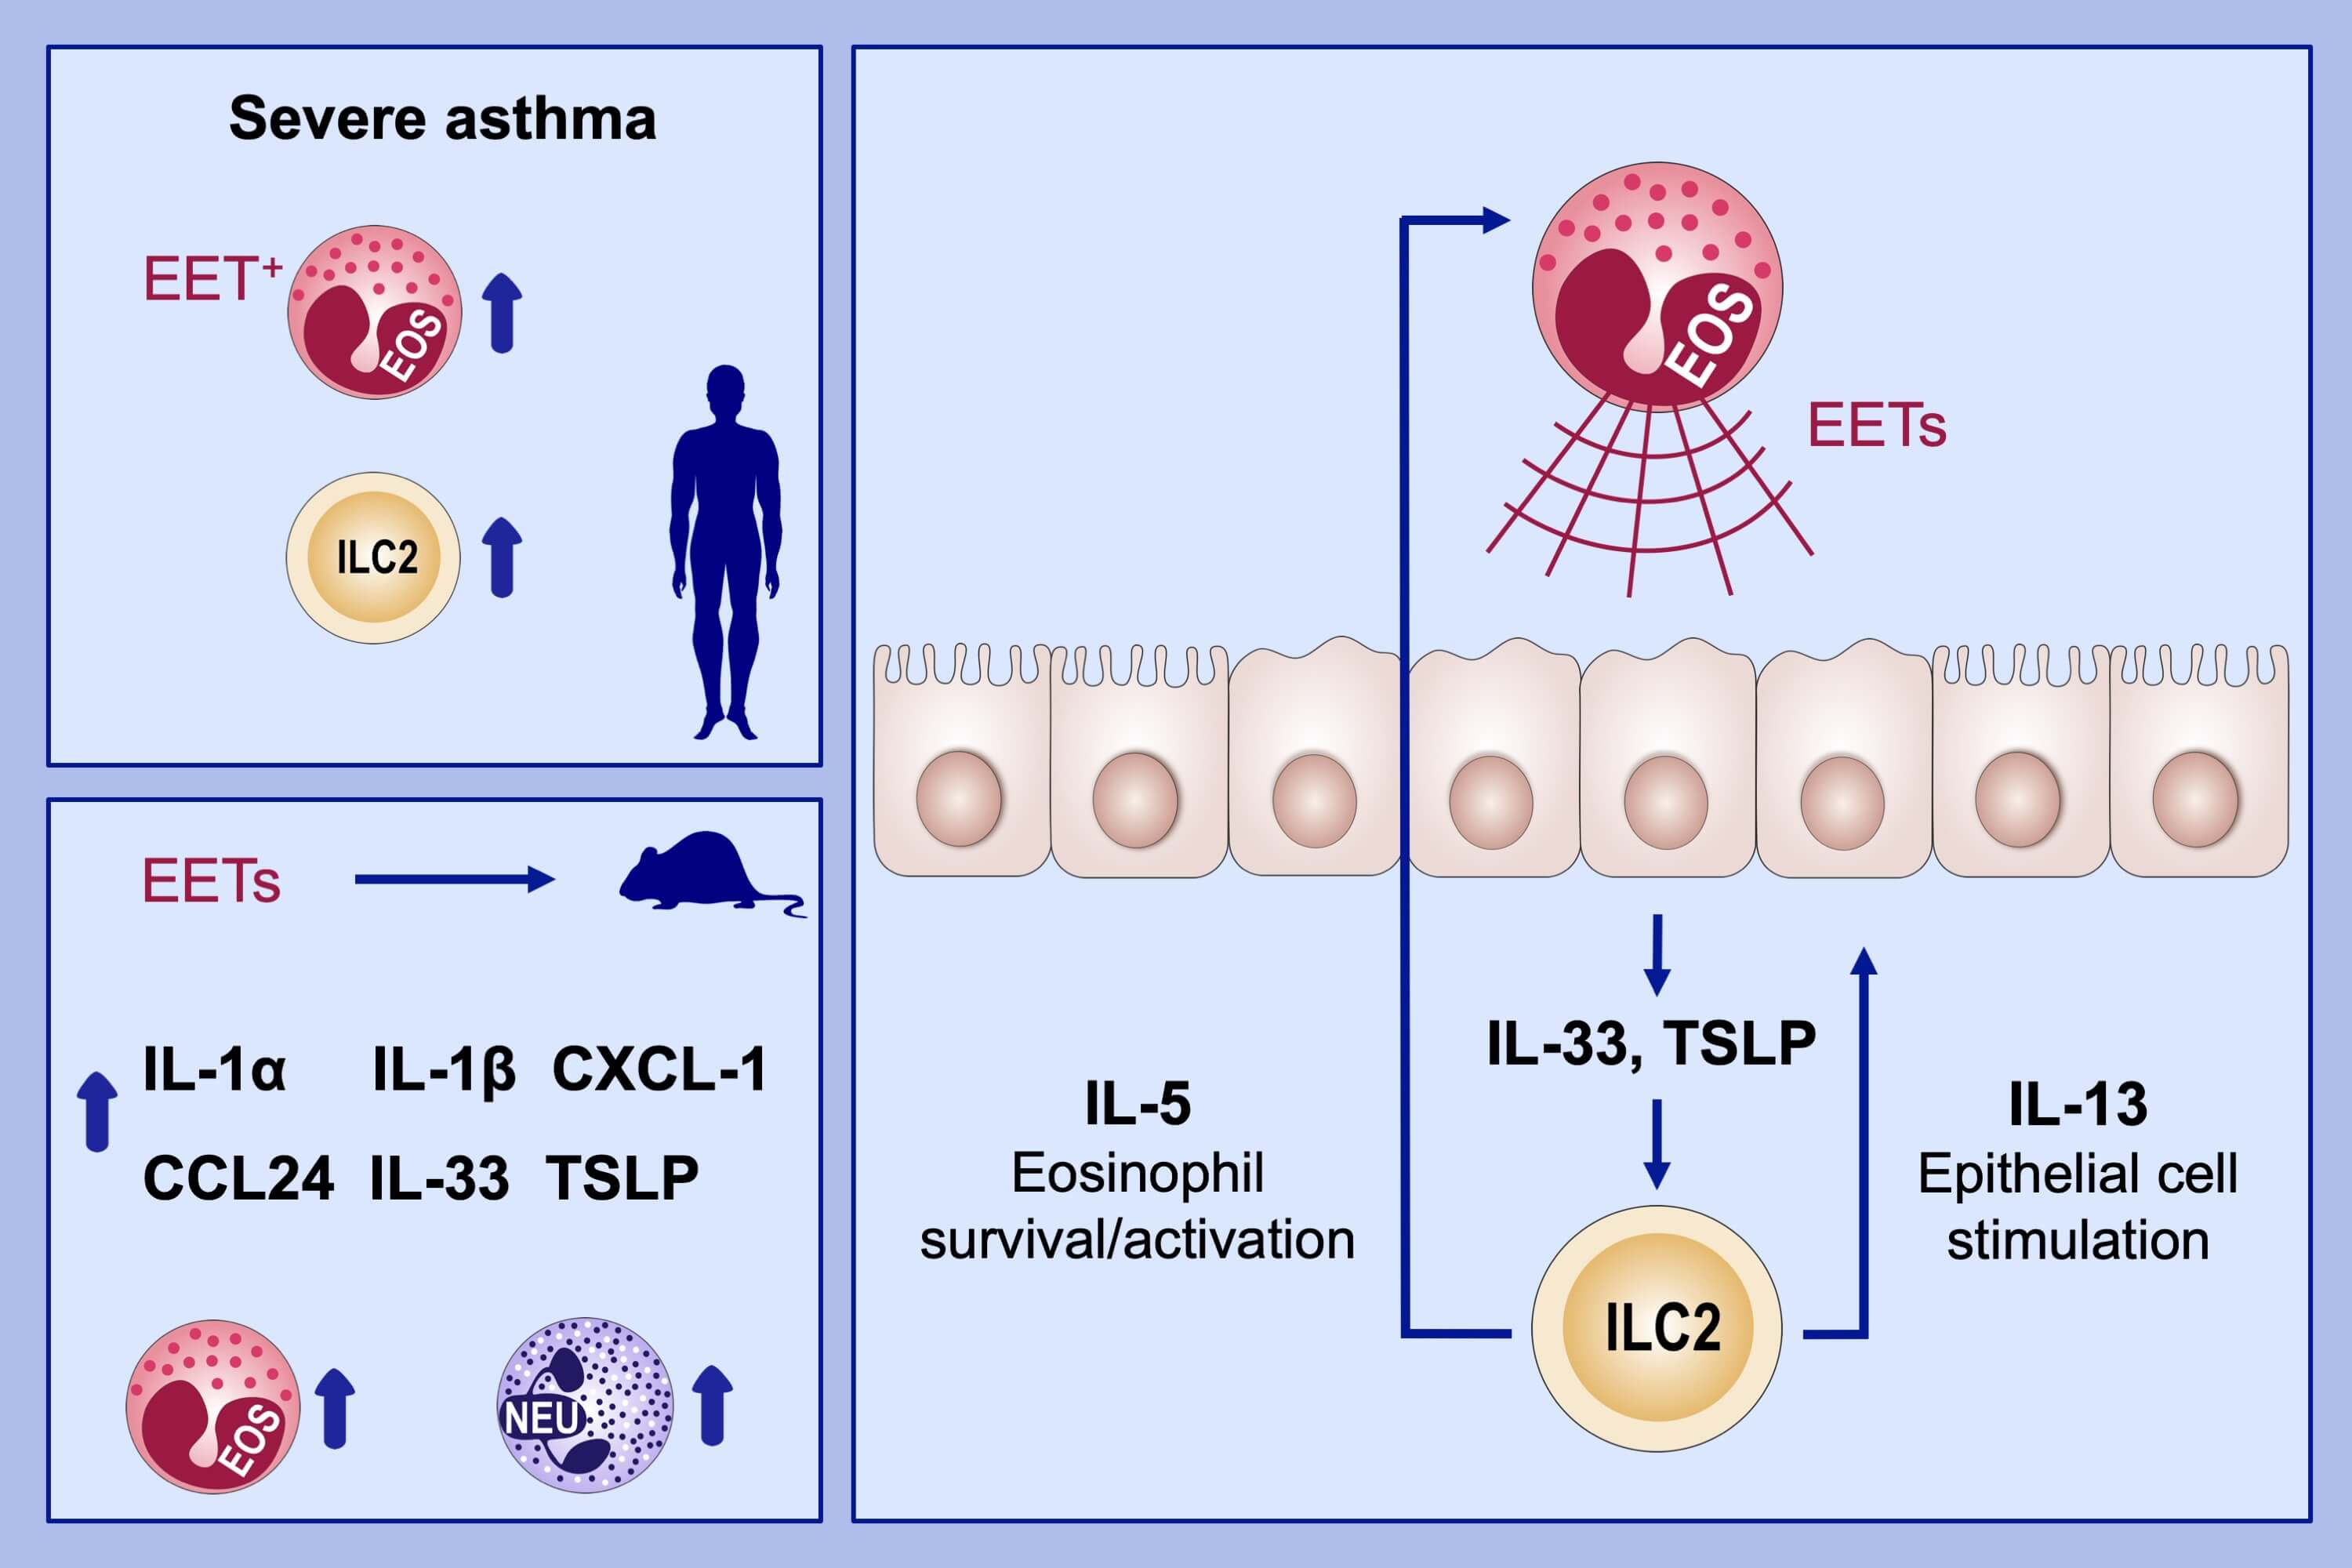 Severe asthma
EET⁺
EOS
ILC2
EETs
IL-1α IL-1β CXCL-1
CCL24 IL-33 TSLP
EOS
NEU
EOS
EETs
IL-33, TSLP
IL-5
Eosinophil
survival/activation
IL-13
Epithelial cell
stimulation
ILC2